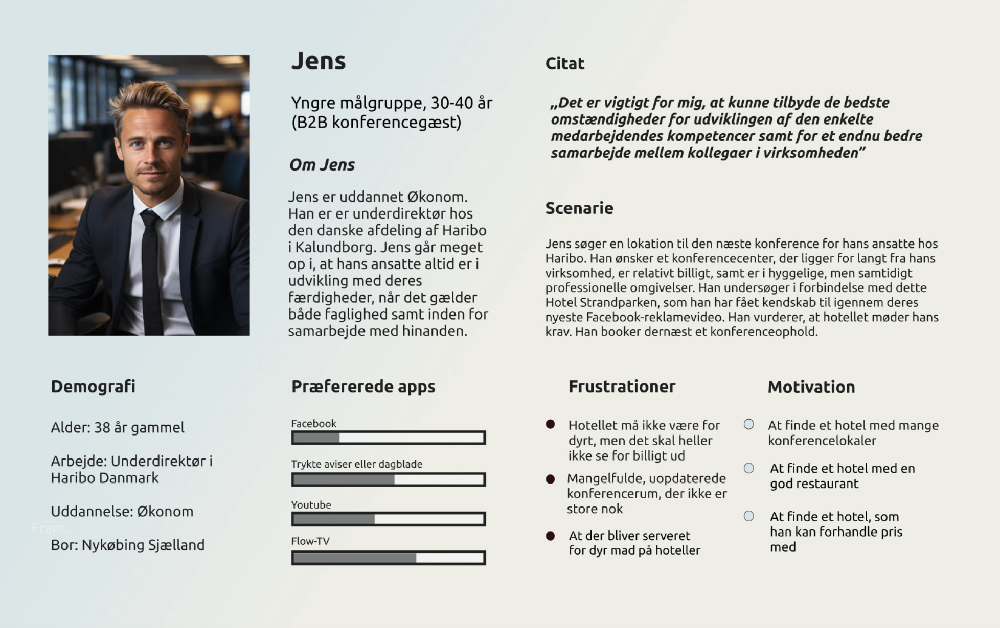 Jens
Yngre målgruppe, 30-40 år
(B2B konferencegæst)
Om Jens
Jens er uddannet Økonom.
Han er er underdirektør hos
den danske afdeling af Haribo
i Kalundborg. Jens går meget
op i, at hans ansatte altid er i
udvikling med deres
færdigheder, når det gælder
både faglighed samt inden for
samarbejde med hinanden.
Citat
„Det er vigtigt for mig, at kunne tilbyde de bedste
omstændigheder for udviklingen af den enkelte
medarbejdendes kompetencer samt for et endnu bedre
samarbejde mellem kollegaer i virksomheden”
Scenarie
Jens søger en lokation til den næste konference for hans ansatte hos
Haribo. Han ønsker et konferencecenter, der ligger for langt fra hans
virksomhed, er relativt billigt, samt er i hyggelige, men samtidigt
professionelle omgivelser. Han undersøger i forbindelse med dette
Hotel Strandparken, som han har fået kendskab til igennem deres
nyeste Facebook-reklamevideo. Han vurderer, at hotellet møder hans
krav. Han booker dernæst et konferenceophold.
Demografi
Alder: 38 år gammel
Arbejde: Underdirektør i
Haribo Danmark
Uddannelse: Økonom
Fram...
Bor: Nykøbing Sjælland
Præfererede apps
Facebook
Trykte aviser eller dagblade
Youtube
Flow-TV
Frustrationer
Hotellet må ikke være for
dyrt, men det skal heller
ikke se for billigt ud
Mangelfulde, uopdaterede
konferencerum, der ikke er
store nok
At der bliver serveret
for dyr mad på hoteller
Motivation
At finde et hotel med mange
konferencelokaler
At finde et hotel med en
god restaurant
At finde et hotel, som
han kan forhandle pris
med